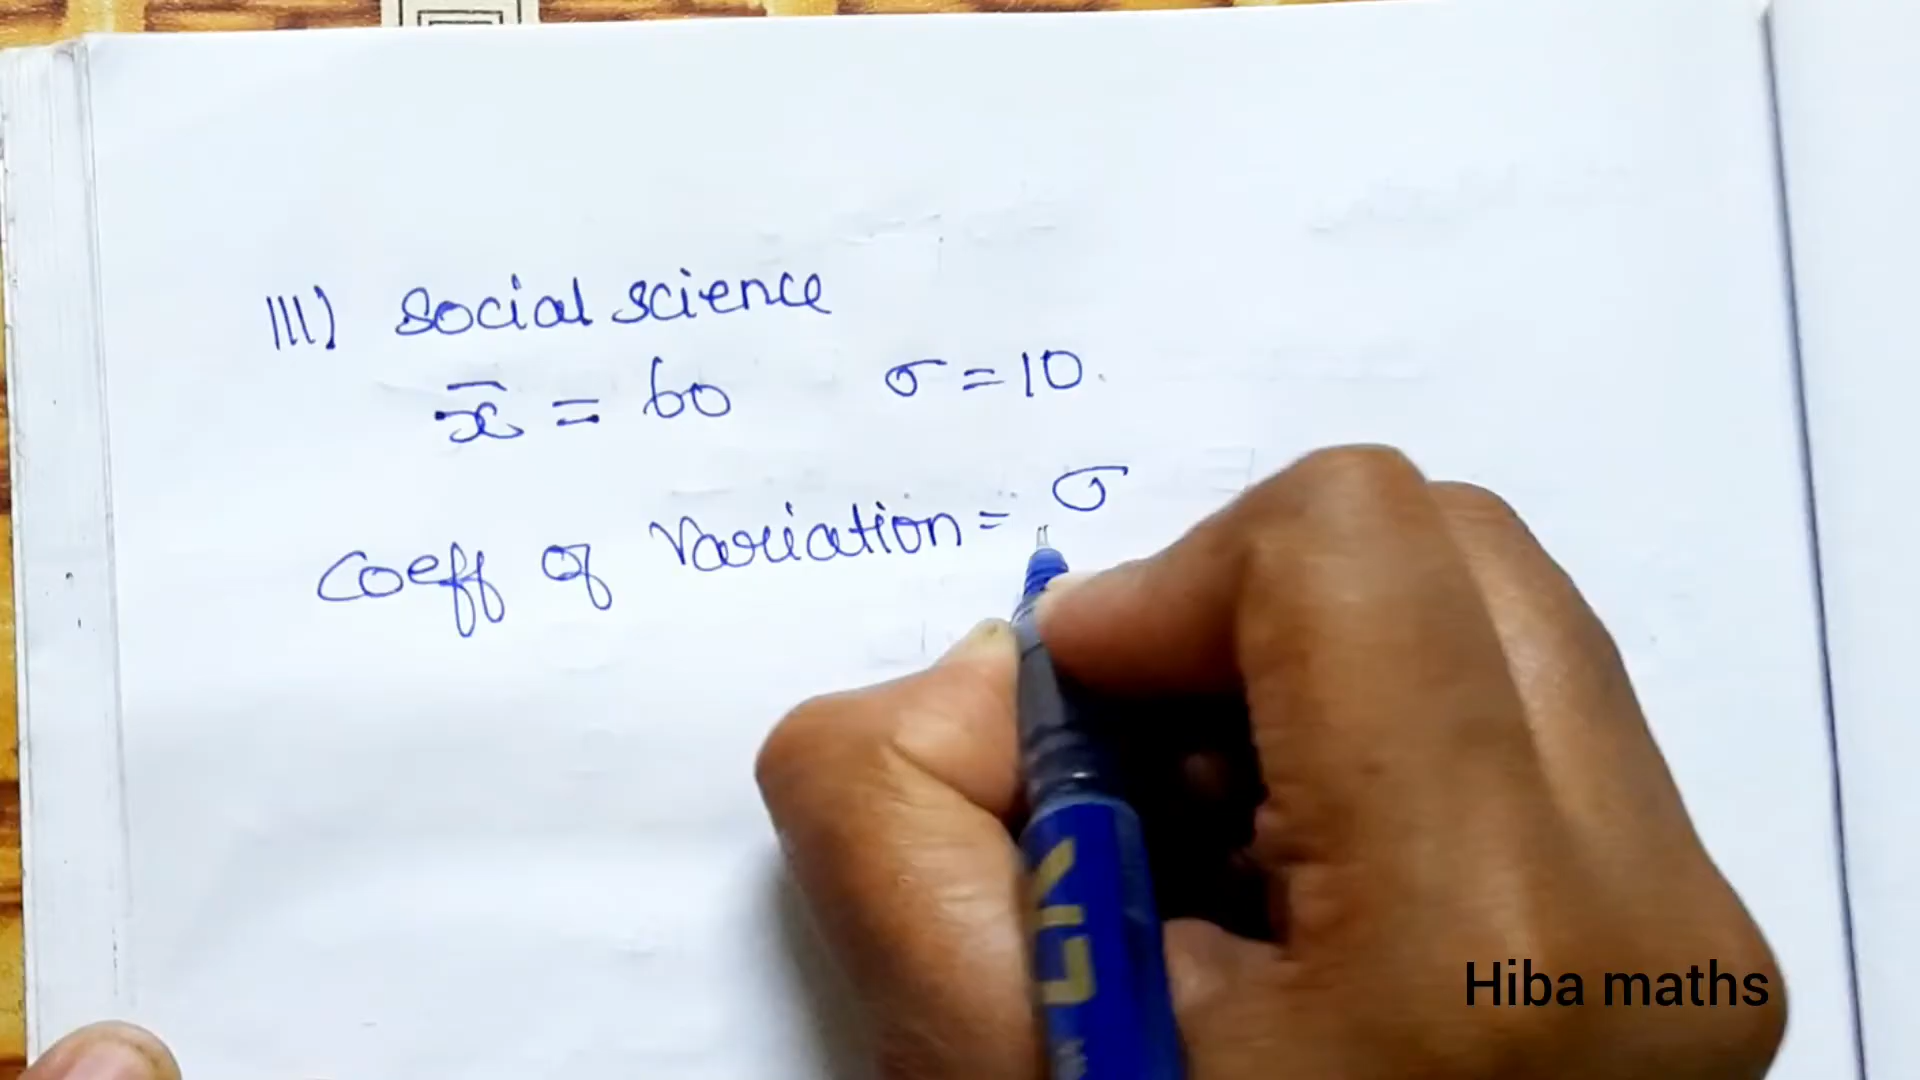 III) Social science
x̄ = 60 σ = 10.
Coeff of Variation = σ
Hiba maths